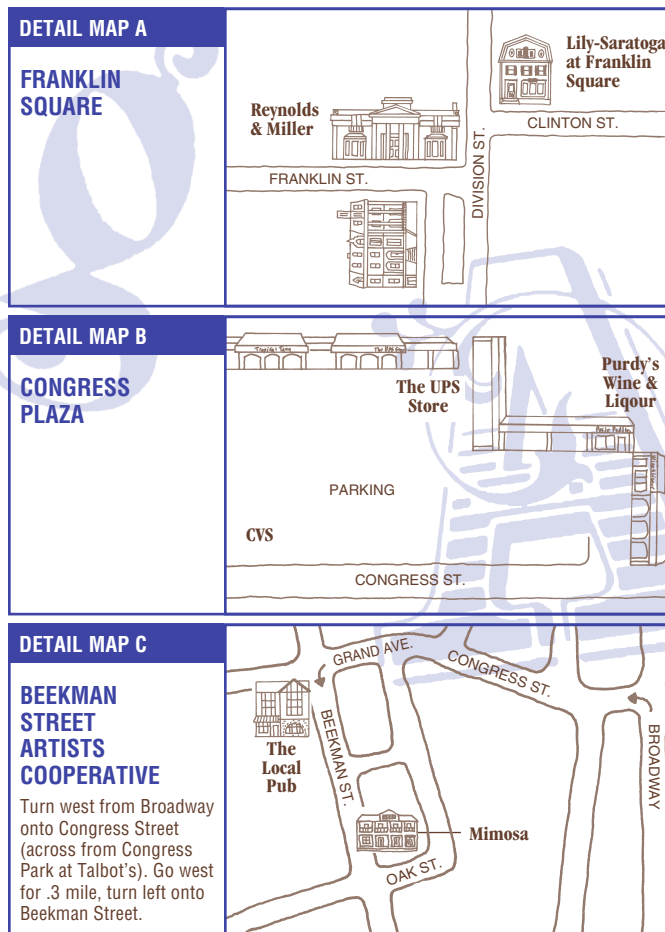 DETAIL MAP A
FRANKLIN
SQUARE
Lily-Saratoga
at Franklin
Square
Reynolds
& Miller
CLINTON ST.
DIVISION ST.
FRANKLIN ST.
DETAIL MAP B
CONGRESS
PLAZA
The UPS Store
The UPS
Store
Purdy's
Wine &
Liqour
PARKING
CVS
CONGRESS ST.
DETAIL MAP C
BEEKMAN
STREET
ARTISTS
COOPERATIVE
Turn west from Broadway
onto Congress Street
(across from Congress
Park at Talbot's). Go west
for .3 mile, turn left onto
Beekman Street.
GRAND AVE.
CONGRESS ST.
BROADWAY
BEEKMAN ST.
The
Local
Pub
Mimosa
OAK ST.